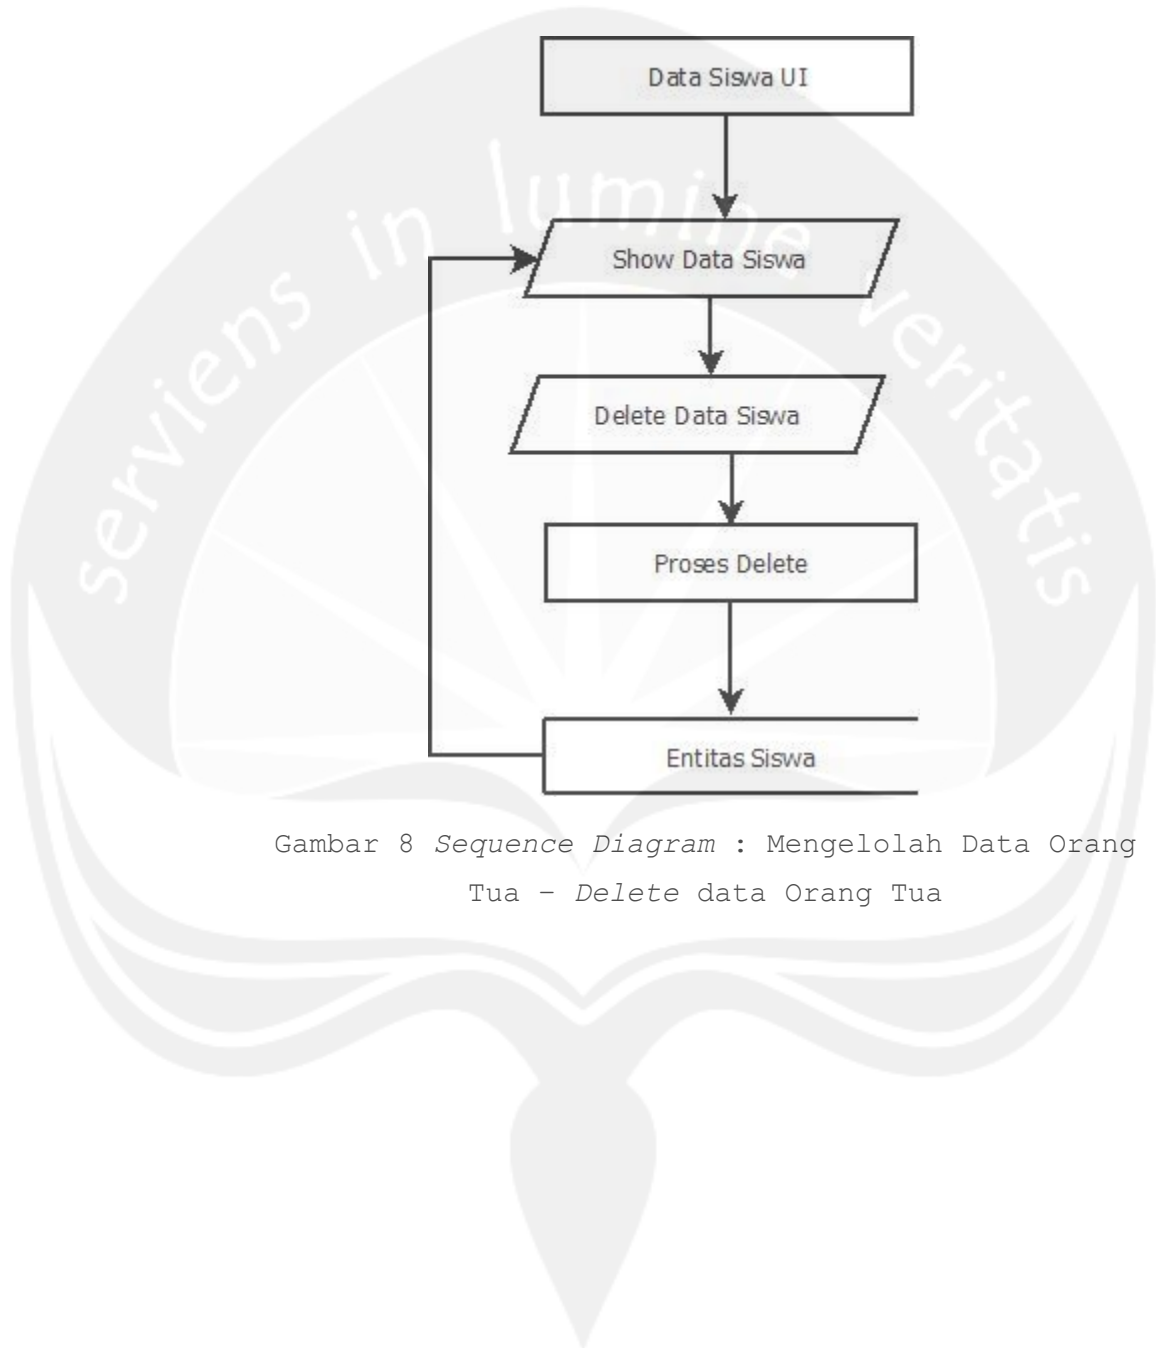 Data Siswa UI
Show Data Siswa
Delete Data Siswa
Proses Delete
Entitas Siswa
Gambar 8 Sequence Diagram : Mengelolah Data Orang
Tua – Delete data Orang Tua
serviens in lumine veritatis